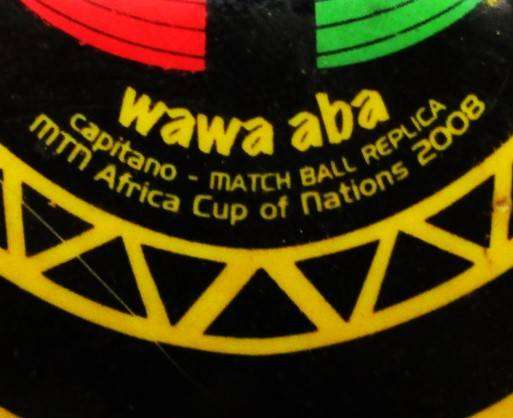 wawa aba
capitano - MATCH BALL REPLICA
MTN Africa Cup of Nations 2008